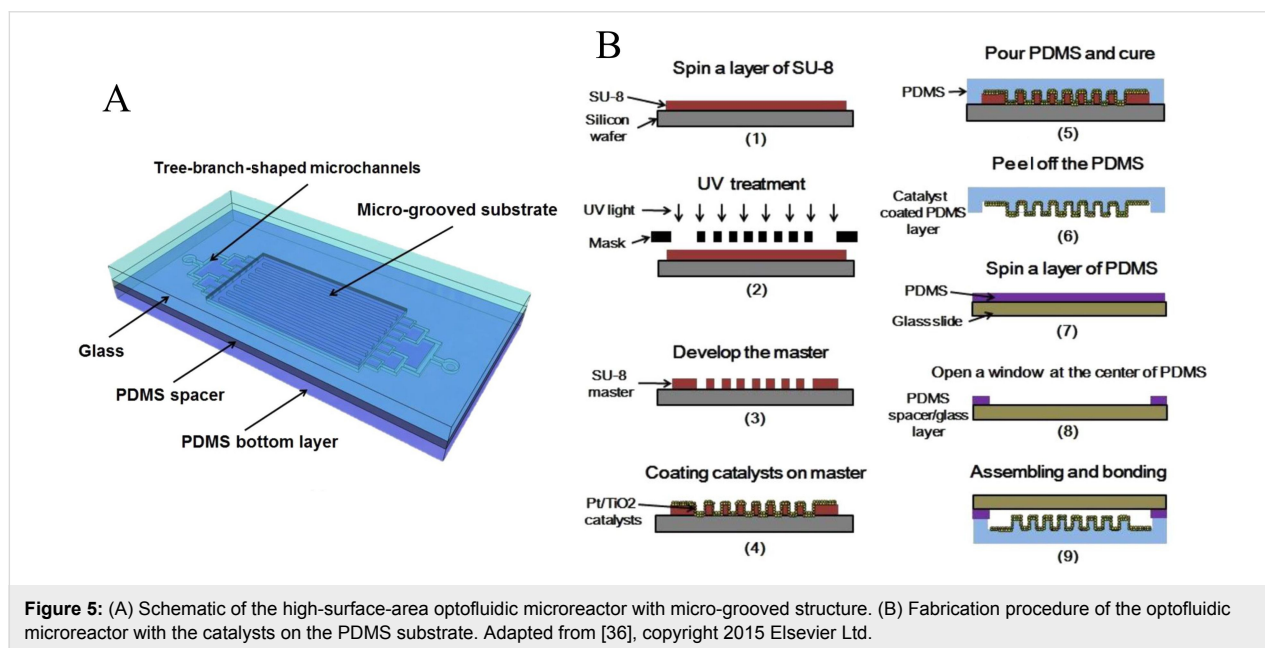 A
Tree-branch-shaped microchannels
Micro-grooved substrate
Glass
PDMS spacer
PDMS bottom layer
B
Spin a layer of SU-8
SU-8
Silicon
wafer
(1)
UV treatment
UV light
Mask
(2)
Develop the master
SU-8
master
(3)
Coating catalysts on master
Pt/TiO2
catalysts
(4)
Pour PDMS and cure
PDMS
(5)
Peel off the PDMS
Catalyst
coated PDMS
layer
(6)
Spin a layer of PDMS
PDMS
Glass slide
(7)
Open a window at the center of PDMS
PDMS
spacer/glass
layer
(8)
Assembling and bonding
(9)
Figure 5: (A) Schematic of the high-surface-area optofluidic microreactor with micro-grooved structure. (B) Fabrication procedure of the optofluidic
microreactor with the catalysts on the PDMS substrate. Adapted from [36], copyright 2015 Elsevier Ltd.